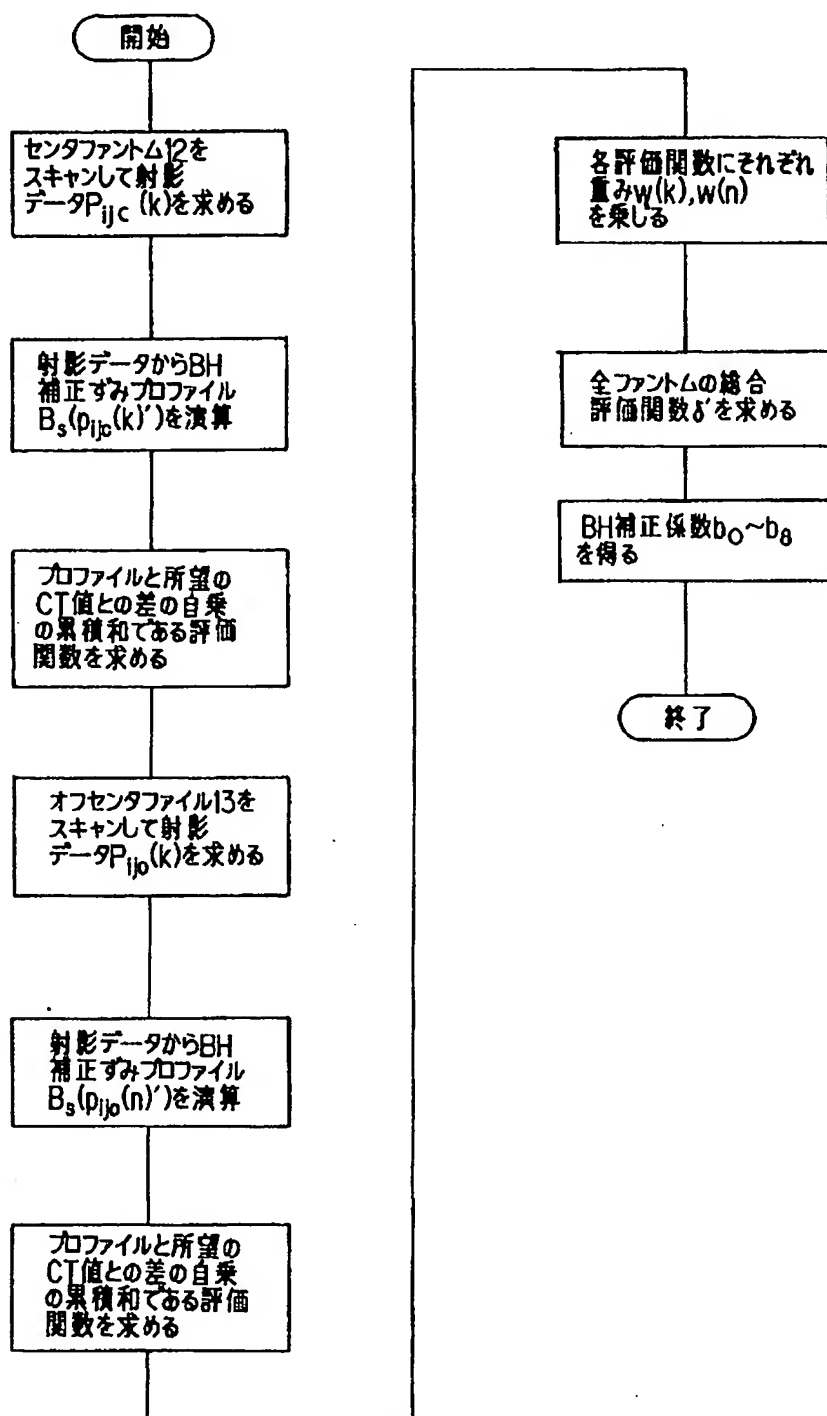 開始
センタファントム12を
スキャンして射影
データPijc(k)を求める
射影データからBH
補正ずみプロファイル
Bs(pijc(k)′)を演算
プロファイルと所望の
CT値との差の自乗
の累積和である評価
関数を求める
オフセンタファイル13を
スキャンして射影
データPijo(k)を求める
射影データからBH
補正ずみプロファイル
Bs(pijo(n)′)を演算
プロファイルと所望の
CT値との差の自乗
の累積和である評価
関数を求める
各評価関数にそれぞれ
重みw(k),w(n)
を乗じる
全ファントムの総合
評価関数δ′を求める
BH補正係数b0～b8
を得る
終了